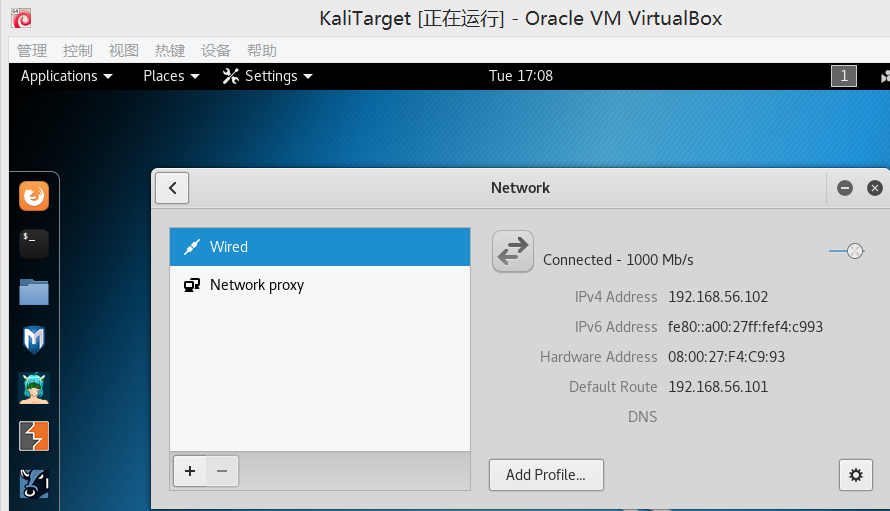 KaliTarget [正在运行] - Oracle VM VirtualBox
管理 控制 视图 热键 设备 帮助
Applications Places Settings Tue 17:08 1
Network
Wired
Network proxy
Connected - 1000 Mb/s
IPv4 Address 192.168.56.102
IPv6 Address fe80::a00:27ff:fef4:c993
Hardware Address 08:00:27:F4:C9:93
Default Route 192.168.56.101
DNS
Add Profile...